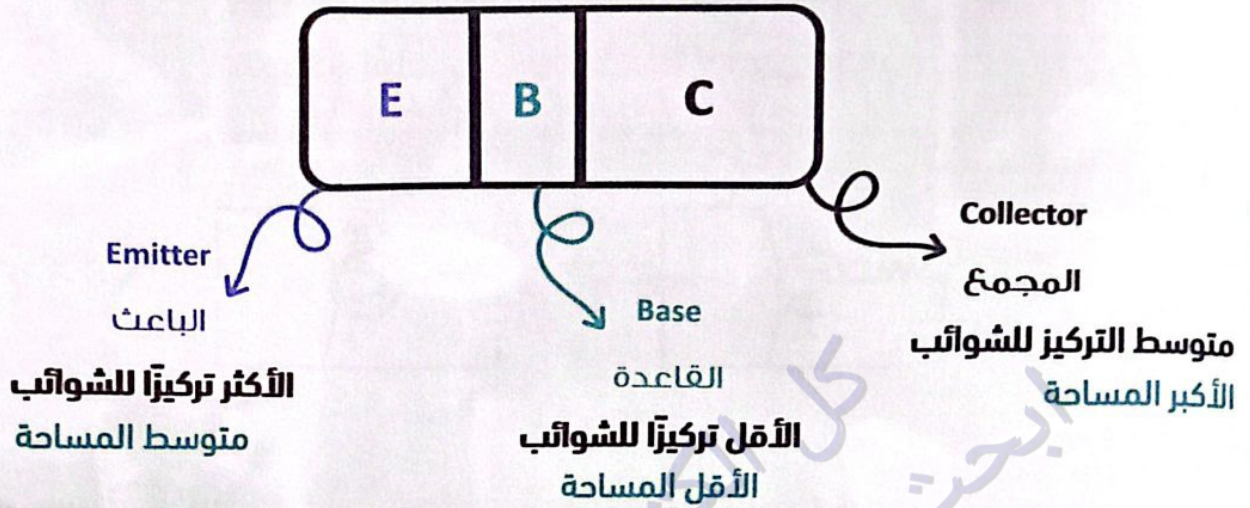 E B C
Emitter
الباعث
الأكثر تركيزًا للشوائب
متوسط المساحة
Base
القاعدة
الأقل تركيزًا للشوائب
الأقل المساحة
Collector
المجمع
متوسط التركيز للشوائب
الأكبر المساحة
كل